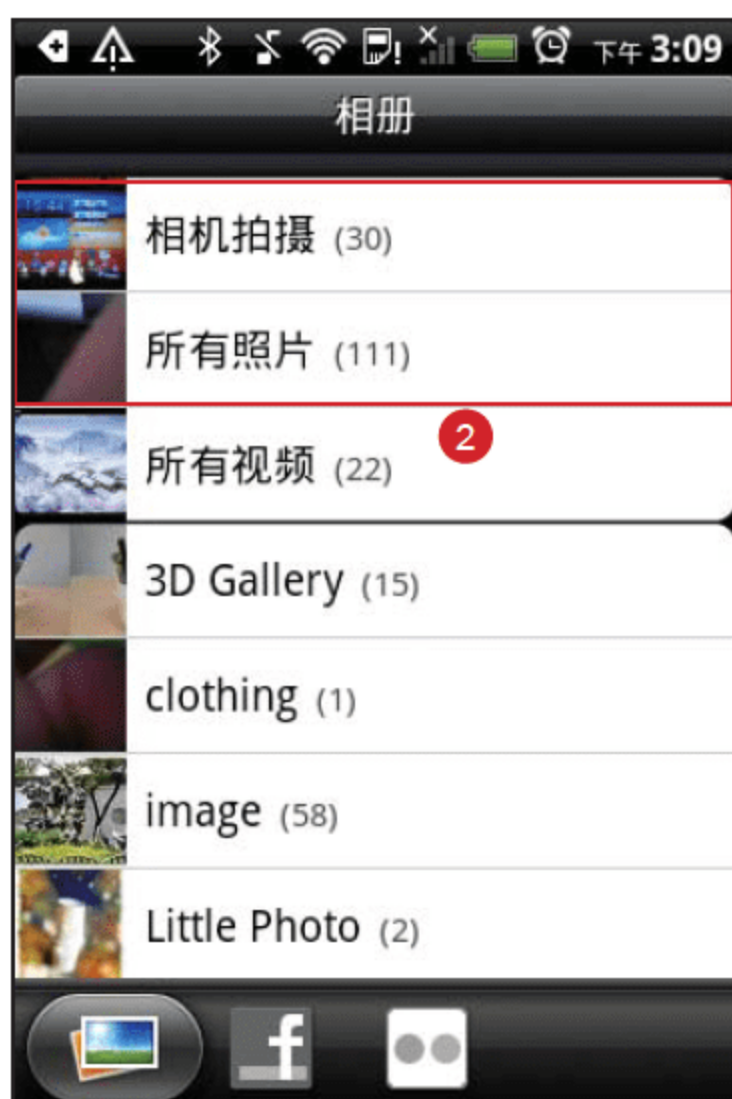 下午 3:09
相册
相机拍摄 (30)
所有照片 (111)
2
所有视频 (22)
3D Gallery (15)
clothing (1)
image (58)
Little Photo (2)
f